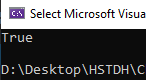 Select Microsoft Visua
True
D:\Desktop\HSTDH\C